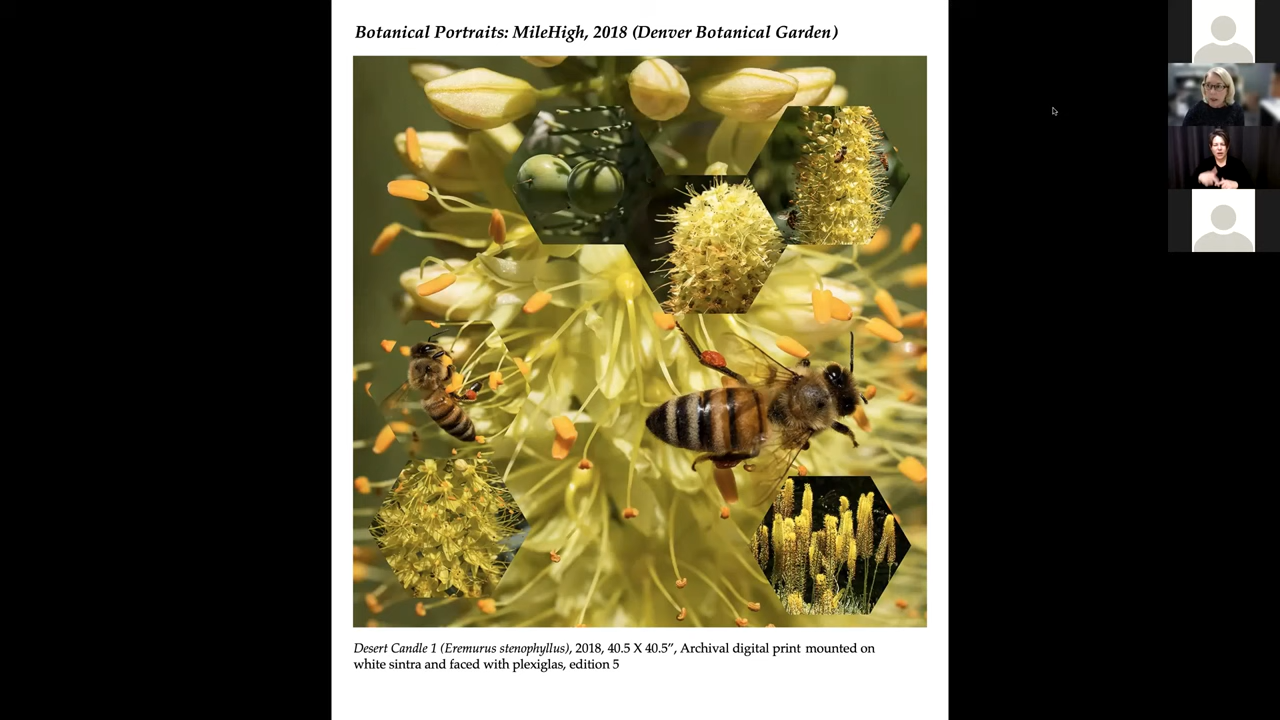 Botanical Portraits: MileHigh, 2018 (Denver Botanical Garden)
Desert Candle 1 (Eremurus stenophyllus), 2018, 40.5 X 40.5”, Archival digital print mounted on
white sintra and faced with plexiglas, edition 5